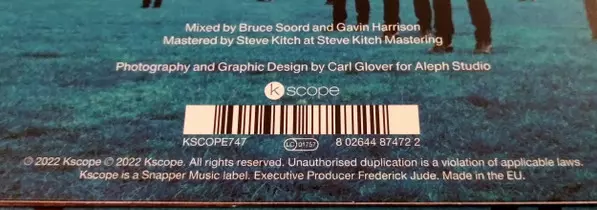 Mixed by Bruce Soord and Gavin Harrison
Mastered by Steve Kitch at Steve Kitch Mastering
Photography and Graphic Design by Carl Glover for Aleph Studio
kscope
KSCOPE747 LC 01757 8 02644 87472 2
℗ 2022 Kscope © 2022 Kscope. All rights reserved. Unauthorised duplication is a violation of applicable laws.
Kscope is a Snapper Music label. Executive Producer Frederick Jude. Made in the EU.